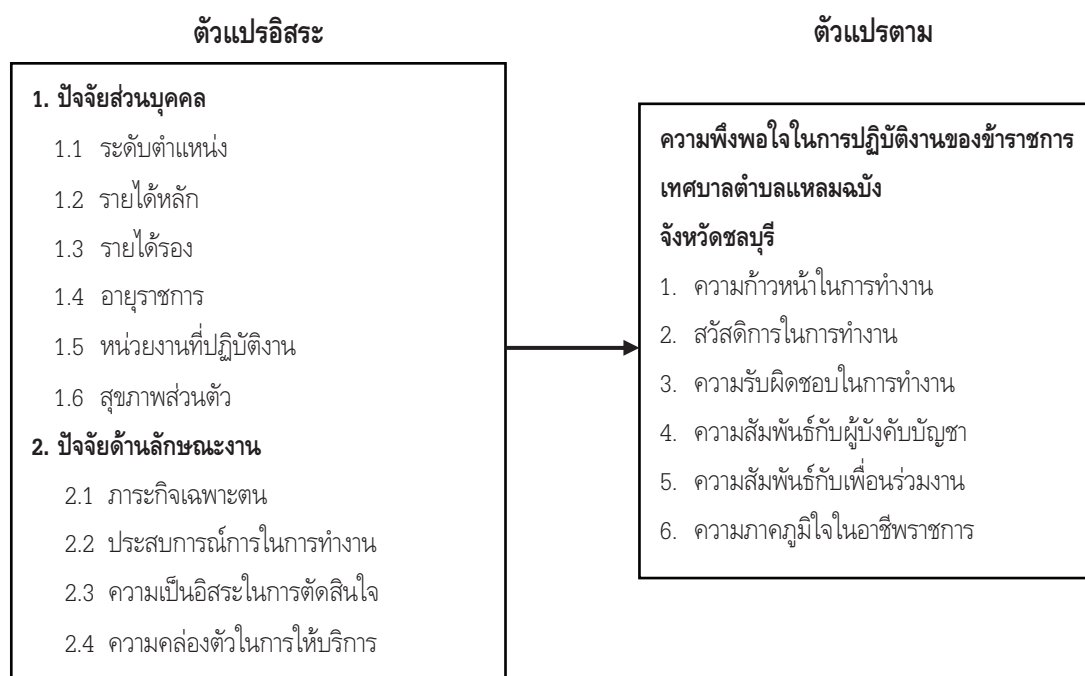 ตัวแปรอิสระ
1. ปัจจัยส่วนบุคคล
1.1 ระดับตำแหน่ง
1.2 รายได้หลัก
1.3 รายได้รอง
1.4 อายุราชการ
1.5 หน่วยงานที่ปฏิบัติงาน
1.6 สุขภาพส่วนตัว
2. ปัจจัยด้านลักษณะงาน
2.1 ภาระกิจเฉพาะตน
2.2 ประสบการณ์การในการทำงาน
2.3 ความเป็นอิสระในการตัดสินใจ
2.4 ความคล่องตัวในการให้บริการ
ตัวแปรตาม
ความพึงพอใจในการปฏิบัติงานของข้าราชการ
เทศบาลตำบลแหลมฉบัง
จังหวัดชลบุรี
1. ความก้าวหน้าในการทำงาน
2. สวัสดิการในการทำงาน
3. ความรับผิดชอบในการทำงาน
4. ความสัมพันธ์กับผู้บังคับบัญชา
5. ความสัมพันธ์กับเพื่อนร่วมงาน
6. ความภาคภูมิใจในอาชีพราชการ